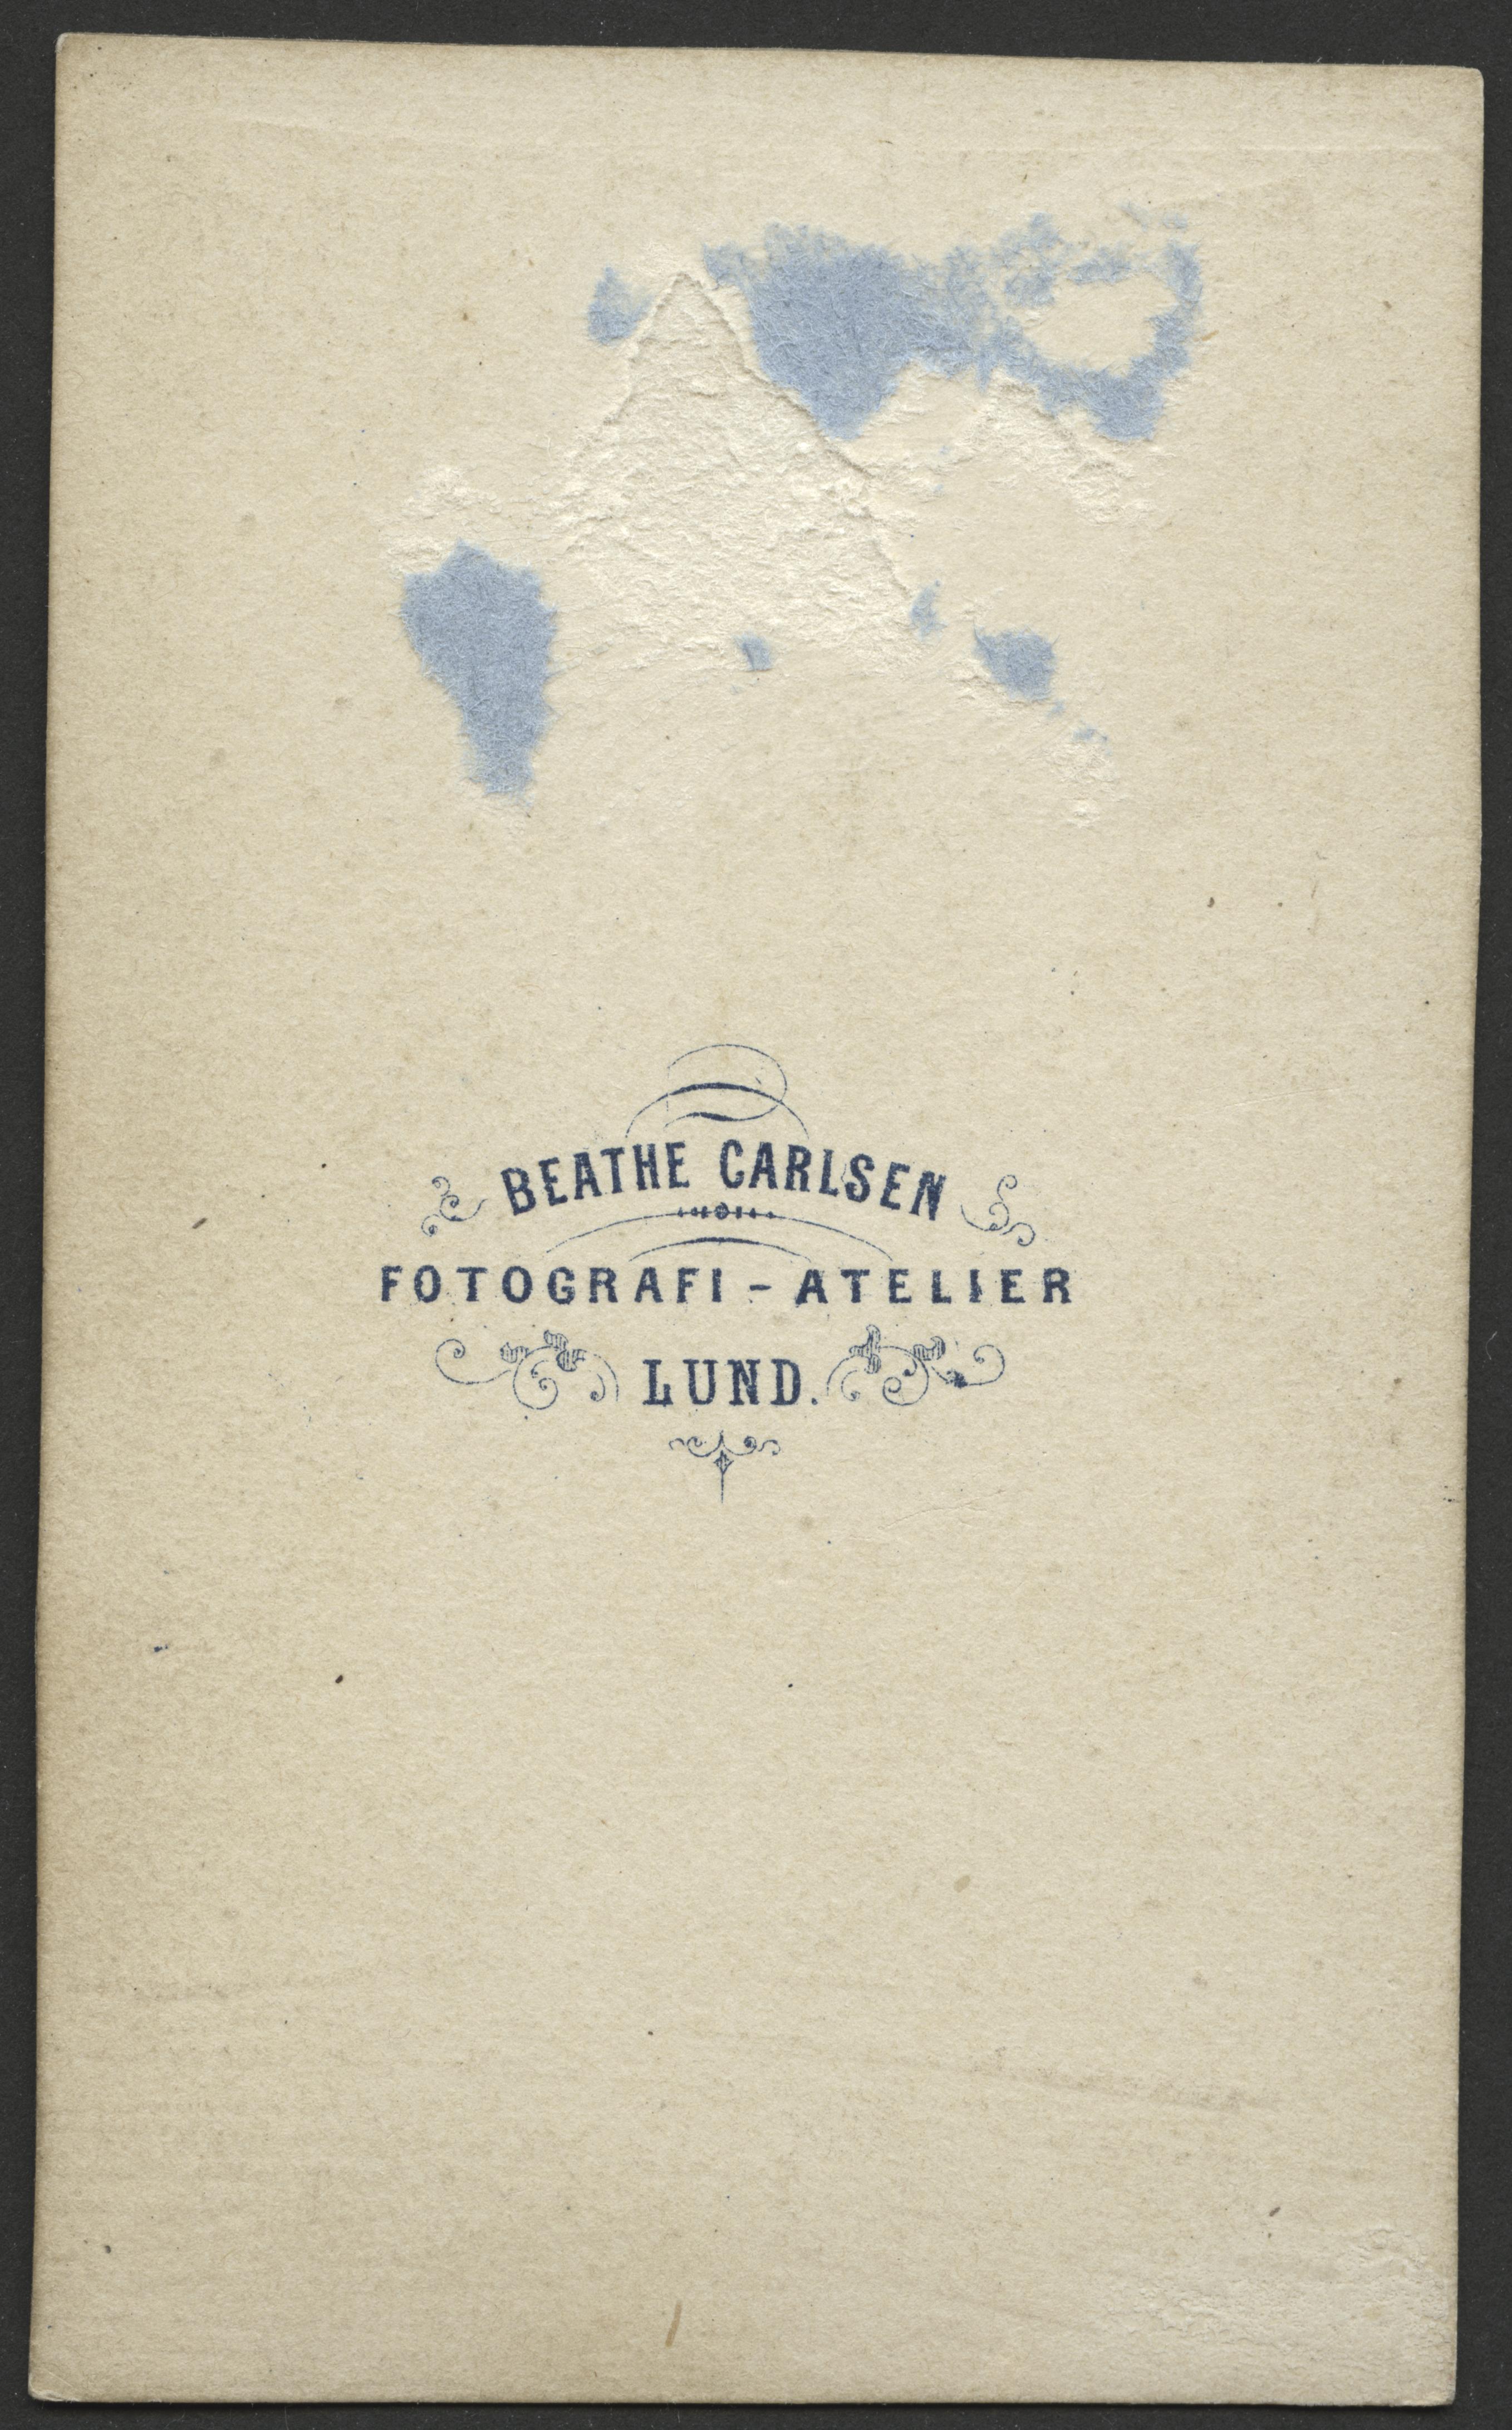 BEATHE CARLSEN
FOTOGRAFI - ATELIER
LUND.